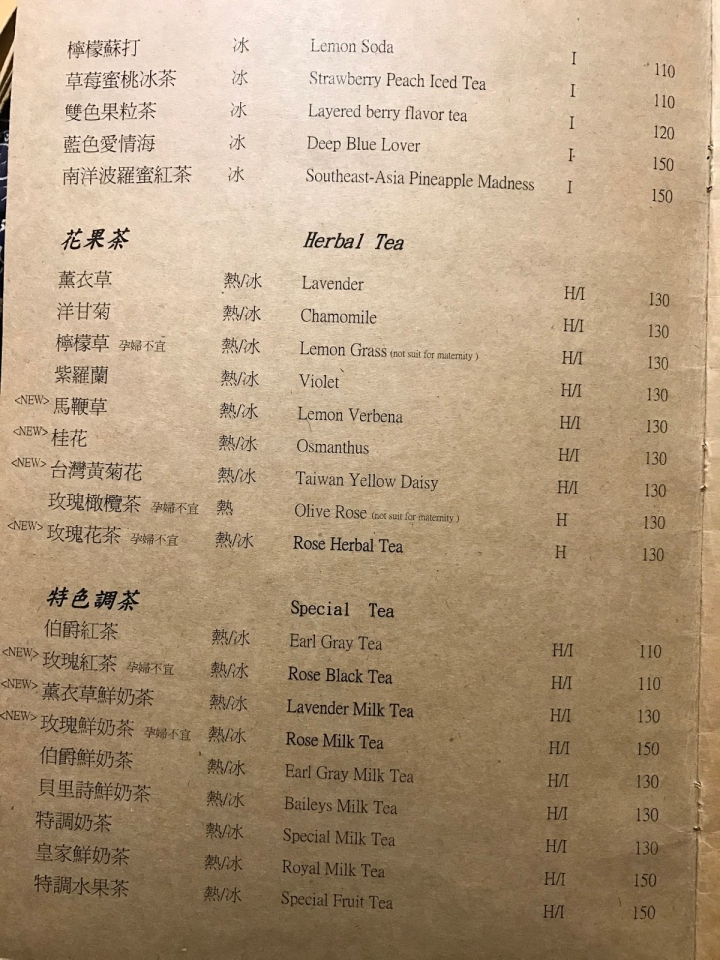 檸檬蘇打 冰 Lemon Soda I 110
草莓蜜桃冰茶 冰 Strawberry Peach Iced Tea I 110
雙色果粒茶 冰 Layered berry flavor tea I 120
藍色愛情海 冰 Deep Blue Lover I 150
南洋波羅蜜紅茶 冰 Southeast-Asia Pineapple Madness I 150
花果茶 Herbal Tea
薰衣草 熱/冰 Lavender H/I 130
洋甘菊 熱/冰 Chamomile H/I 130
檸檬草 孕婦不宜 熱/冰 Lemon Grass (not suit for maternity ) H/I 130
紫羅蘭 熱/冰 Violet H/I 130
<NEW> 馬鞭草 熱/冰 Lemon Verbena H/I 130
<NEW> 桂花 熱/冰 Osmanthus H/I 130
<NEW> 台灣黃菊花 熱/冰 Taiwan Yellow Daisy H/I 130
玫瑰橄欖茶 孕婦不宜 熱 Olive Rose (not suit for maternity ) H 130
<NEW> 玫瑰花茶 孕婦不宜 熱/冰 Rose Herbal Tea H 130
特色調茶 Special Tea
伯爵紅茶 熱/冰 Earl Gray Tea H/I 110
<NEW> 玫瑰紅茶 孕婦不宜 熱/冰 Rose Black Tea H/I 110
<NEW> 薰衣草鮮奶茶 熱/冰 Lavender Milk Tea H/I 130
<NEW> 玫瑰鮮奶茶 孕婦不宜 熱/冰 Rose Milk Tea H/I 150
伯爵鮮奶茶 熱/冰 Earl Gray Milk Tea H/I 130
貝里詩鮮奶茶 熱/冰 Baileys Milk Tea H/I 130
特調奶茶 熱/冰 Special Milk Tea H/I 130
皇家鮮奶茶 熱/冰 Royal Milk Tea H/I 150
特調水果茶 熱/冰 Special Fruit Tea H/I 150